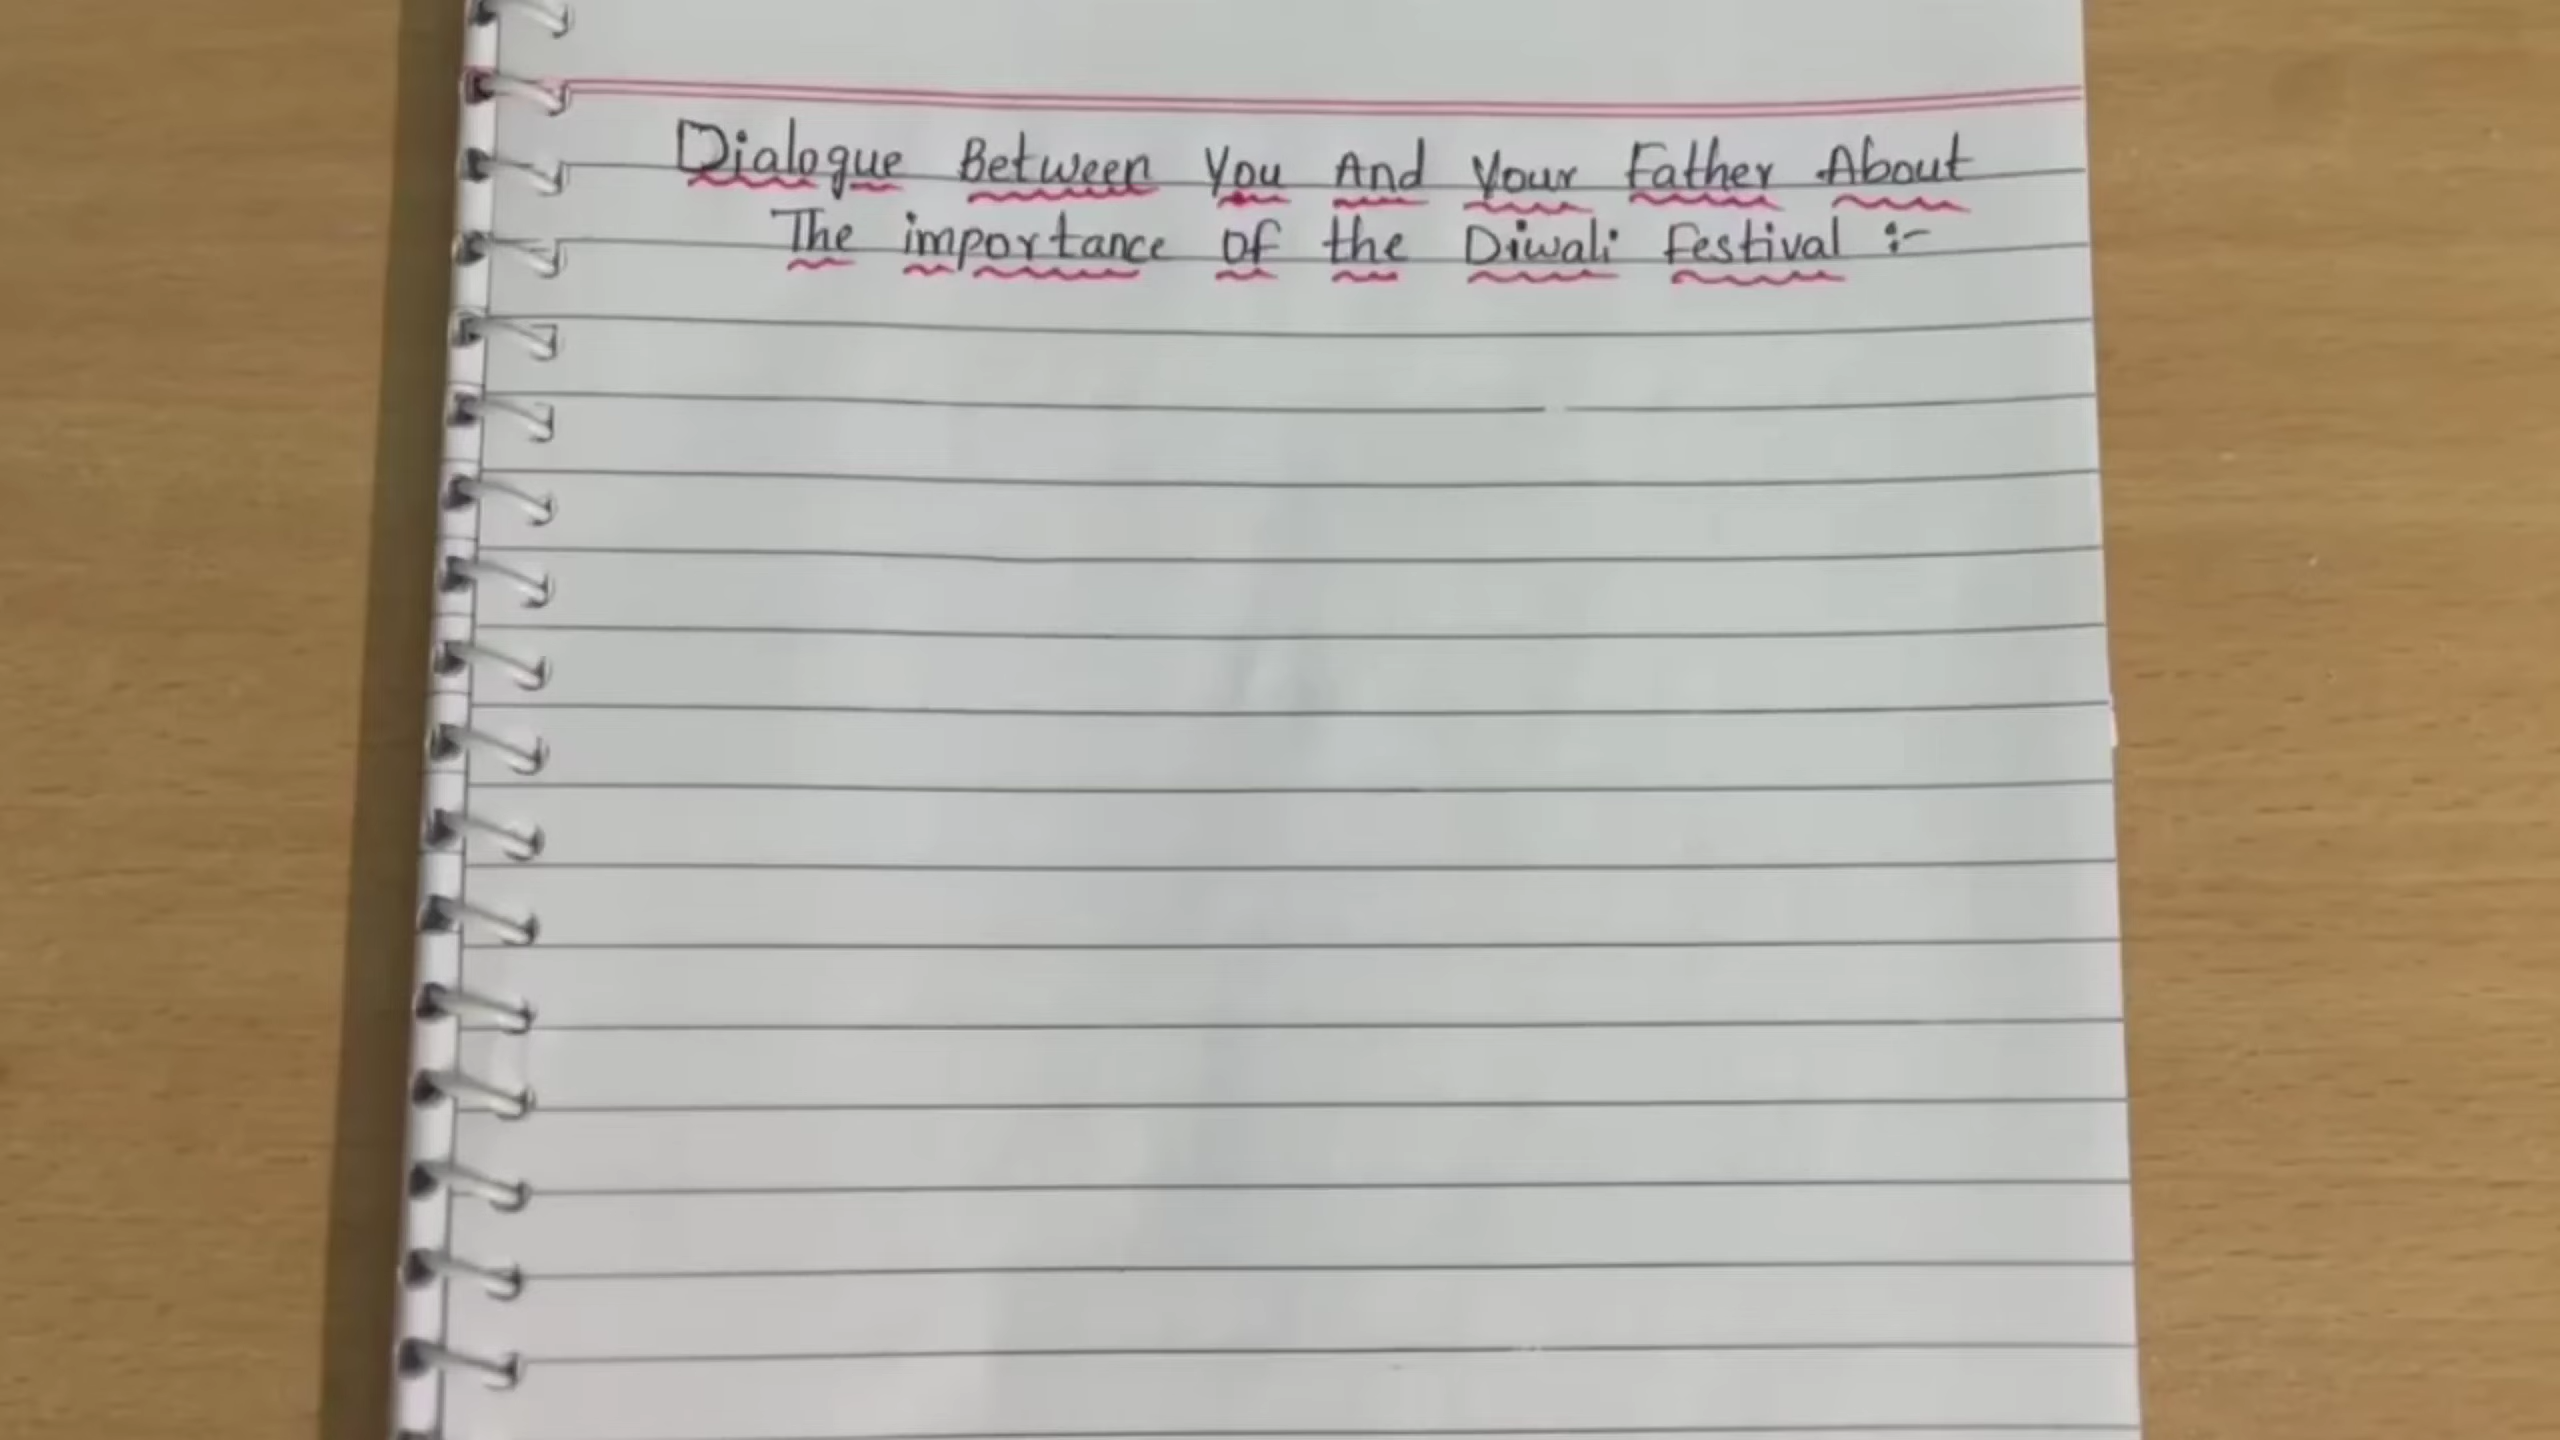 Dialogue Between You And Your Father About
The importance of the Diwali festival :-